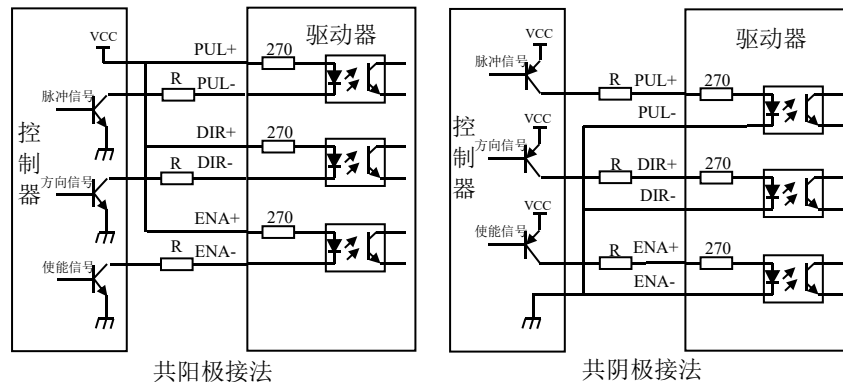 VCC
PUL+
270
驱动器
脉冲信号
R
PUL-
控制器
DIR+
270
方向信号
R
DIR-
ENA+
270
使能信号
R
ENA-
共阳极接法
VCC
驱动器
脉冲信号
R
PUL+
270
PUL-
控制器
VCC
方向信号
R
DIR+
270
DIR-
VCC
使能信号
R
ENA+
270
ENA-
共阴极接法